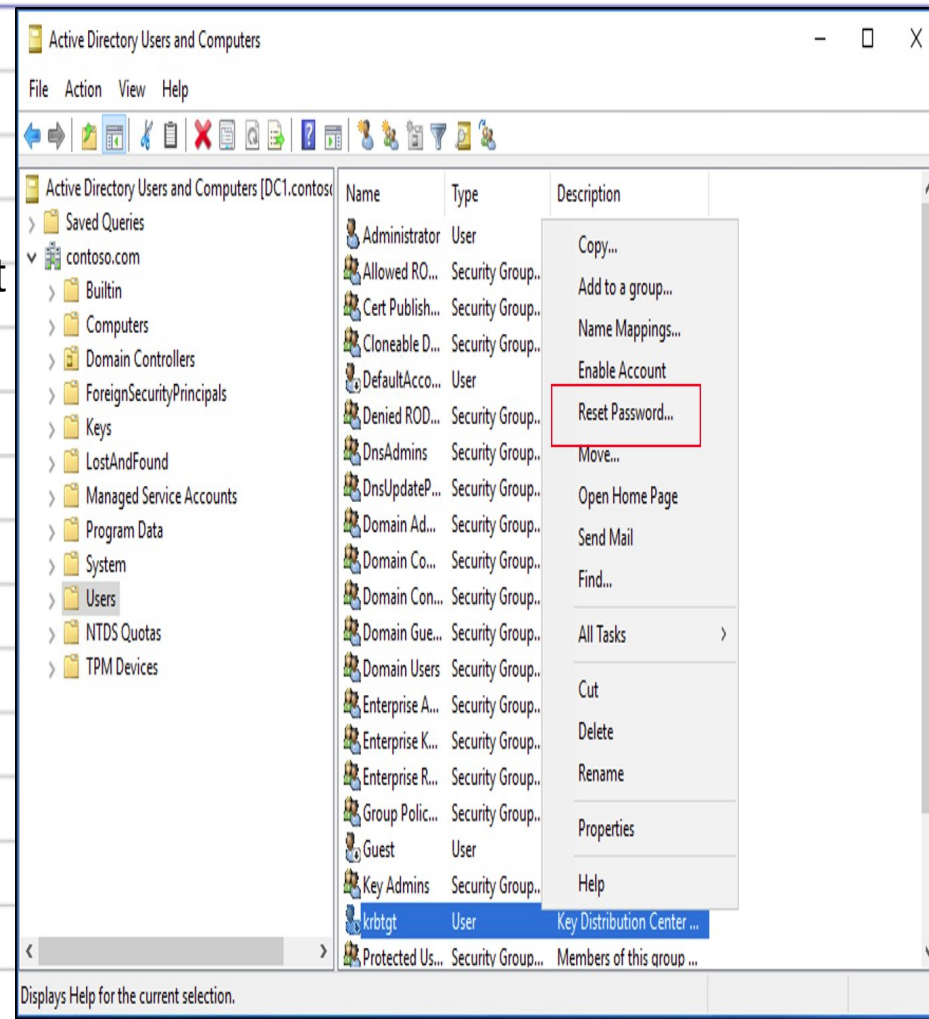 Active Directory Users and Computers
File Action View Help
Active Directory Users and Computers [DC1.contoso
Saved Queries
contoso.com
t
Builtin
Computers
Domain Controllers
ForeignSecurityPrincipals
Keys
LostAndFound
Managed Service Accounts
Program Data
System
Users
NTDS Quotas
TPM Devices
Name Type Description
Administrator User
Allowed RO... Security Group..
Cert Publish... Security Group..
Cloneable D... Security Group..
DefaultAcco... User
Denied ROD... Security Group..
DnsAdmins Security Group..
DnsUpdateP... Security Group..
Domain Ad... Security Group..
Domain Co... Security Group..
Domain Con... Security Group..
Domain Gue... Security Group..
Domain Users Security Group..
Enterprise A... Security Group..
Enterprise K... Security Group..
Enterprise R... Security Group..
Group Polic... Security Group..
Guest User
Key Admins Security Group..
krbtgt User Key Distribution Center ...
Protected Us... Security Group... Members of this group ...
Copy...
Add to a group...
Name Mappings...
Enable Account
Reset Password...
Move...
Open Home Page
Send Mail
Find...
All Tasks
Cut
Delete
Rename
Properties
Help
Displays Help for the current selection.